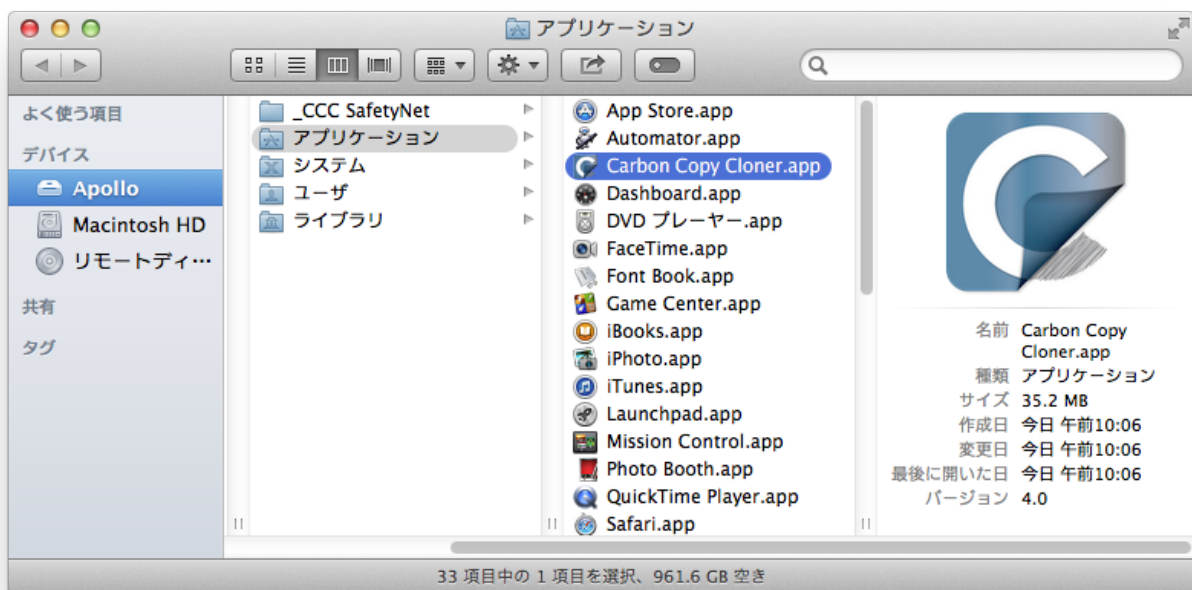 アプリケーション
よく使う項目
デバイス
Apollo
Macintosh HD
リモートディ…
共有
タグ
_CCC SafetyNet
アプリケーション
システム
ユーザ
ライブラリ
App Store.app
Automator.app
Carbon Copy Cloner.app
Dashboard.app
DVD プレーヤー.app
FaceTime.app
Font Book.app
Game Center.app
iBooks.app
iPhoto.app
iTunes.app
Launchpad.app
Mission Control.app
Photo Booth.app
QuickTime Player.app
Safari.app
名前 Carbon Copy
Cloner.app
種類 アプリケーション
サイズ 35.2 MB
作成日 今日 午前10:06
変更日 今日 午前10:06
最後に開いた日 今日 午前10:06
バージョン 4.0
33 項目中の 1 項目を選択、961.6 GB 空き